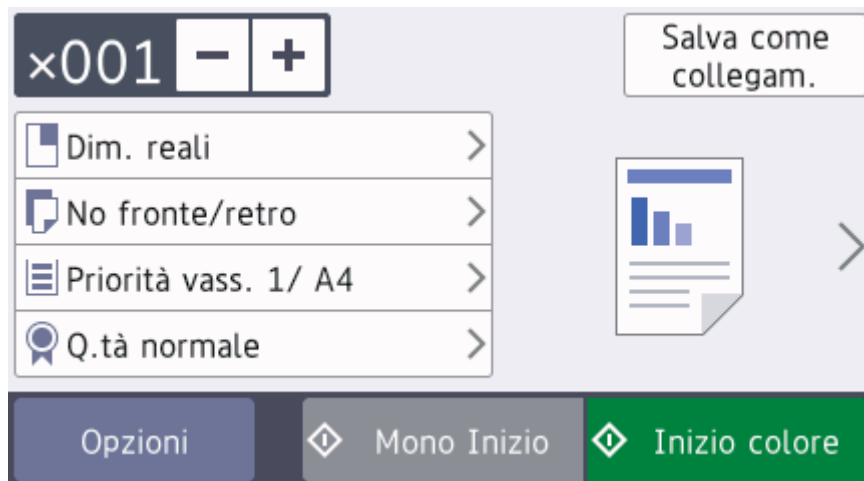 ×001 − +
Salva come
collegam.
Dim. reali
No fronte/retro
Priorità vass. 1/ A4
Q.tà normale
Opzioni
Mono Inizio
Inizio colore